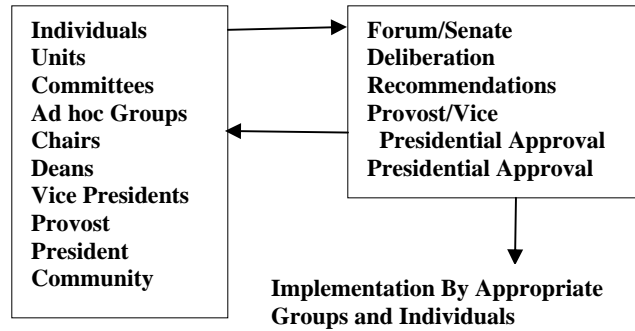 Individuals
Units
Committees
Ad hoc Groups
Chairs
Deans
Vice Presidents
Provost
President
Community
Forum/Senate
Deliberation
Recommendations
Provost/Vice
Presidential Approval
Presidential Approval
Implementation By Appropriate
Groups and Individuals